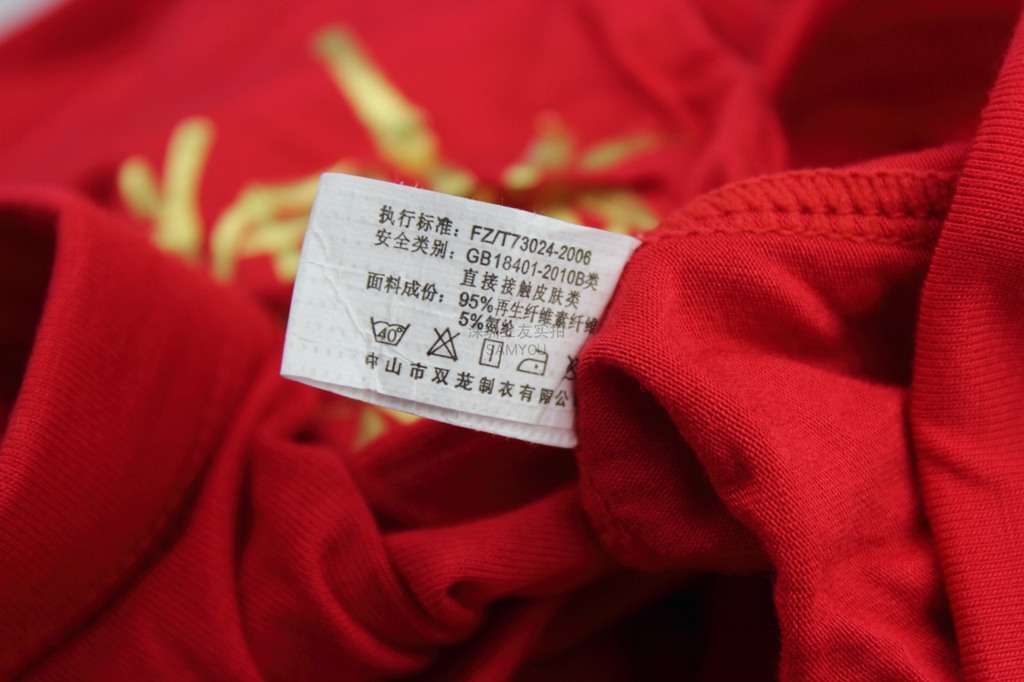 执行标准：FZ/T73024-2006
安全类别：GB18401-2010B类
直接接触皮肤类
面料成份：95%再生纤维素纤维
5%氨纶
40
中山市双龙制衣有限公
SAMYOU